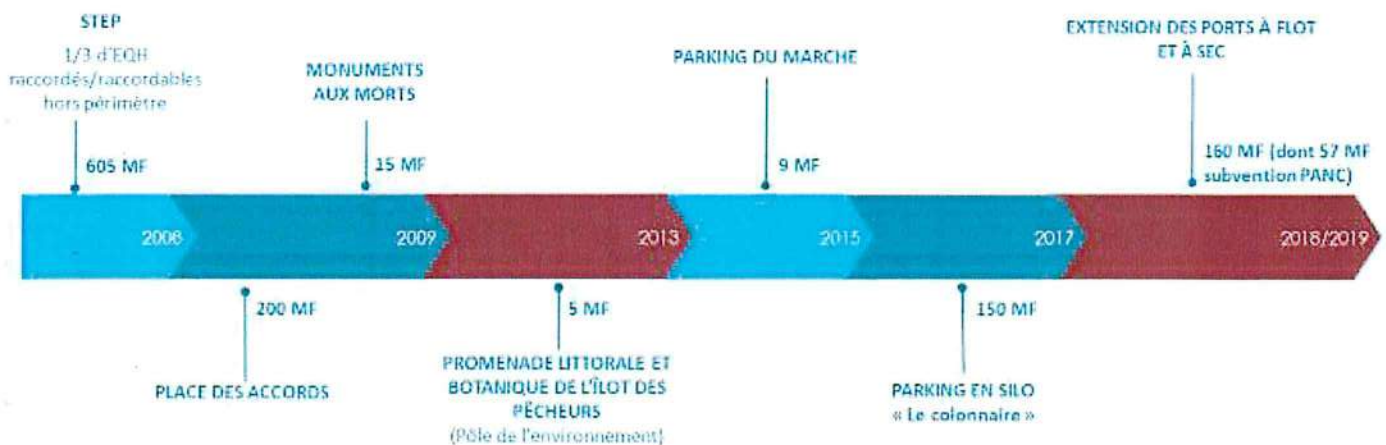 STEP
1/3 d'EQH
raccordés/raccordables
hors périmètre
605 MF
MONUMENTS
AUX MORTS
15 MF
PARKING DU MARCHE
9 MF
EXTENSION DES PORTS À FLOT
ET À SEC
160 MF (dont 57 MF
subvention PANC)
2008
2009
2013
2015
2017
2018/2019
200 MF
PLACE DES ACCORDS
5 MF
PROMENADE LITTORALE ET
BOTANIQUE DE L'ÎLOT DES
PÊCHEURS
(Pôle de l'environnement)
150 MF
PARKING EN SILO
« Le colonnaire »